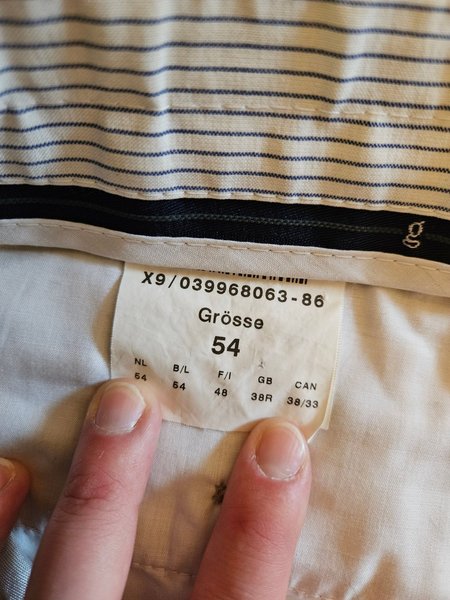 g
X9/039968063-86
Grösse
54
NL B/L F/I GB CAN
54 54 48 38R 38/33